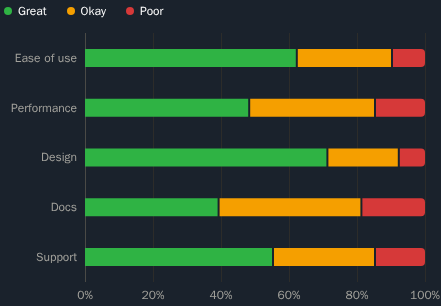 Great Okay Poor
Ease of use
Performance
Design
Docs
Support
0% 20% 40% 60% 80% 100%